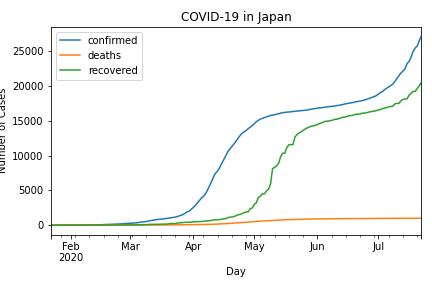 COVID-19 in Japan
confirmed
deaths
recovered
25000
20000
15000
10000
5000
0
Number of Cases
Feb
2020
Mar
Apr
May
Jun
Jul
Day